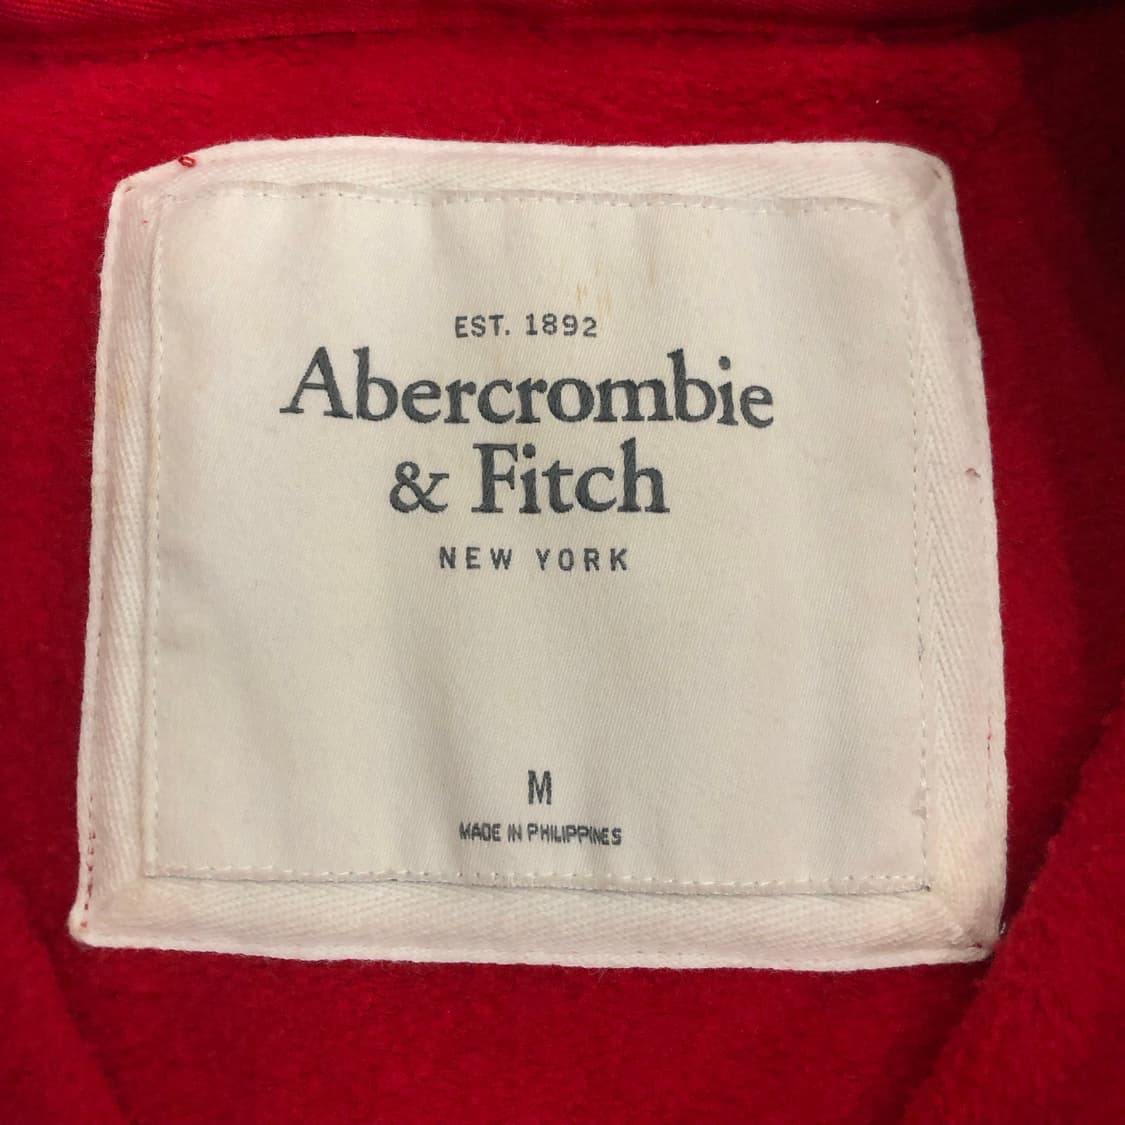 EST. 1892
Abercrombie
& Fitch
NEW YORK
M
MADE IN PHILIPPINES